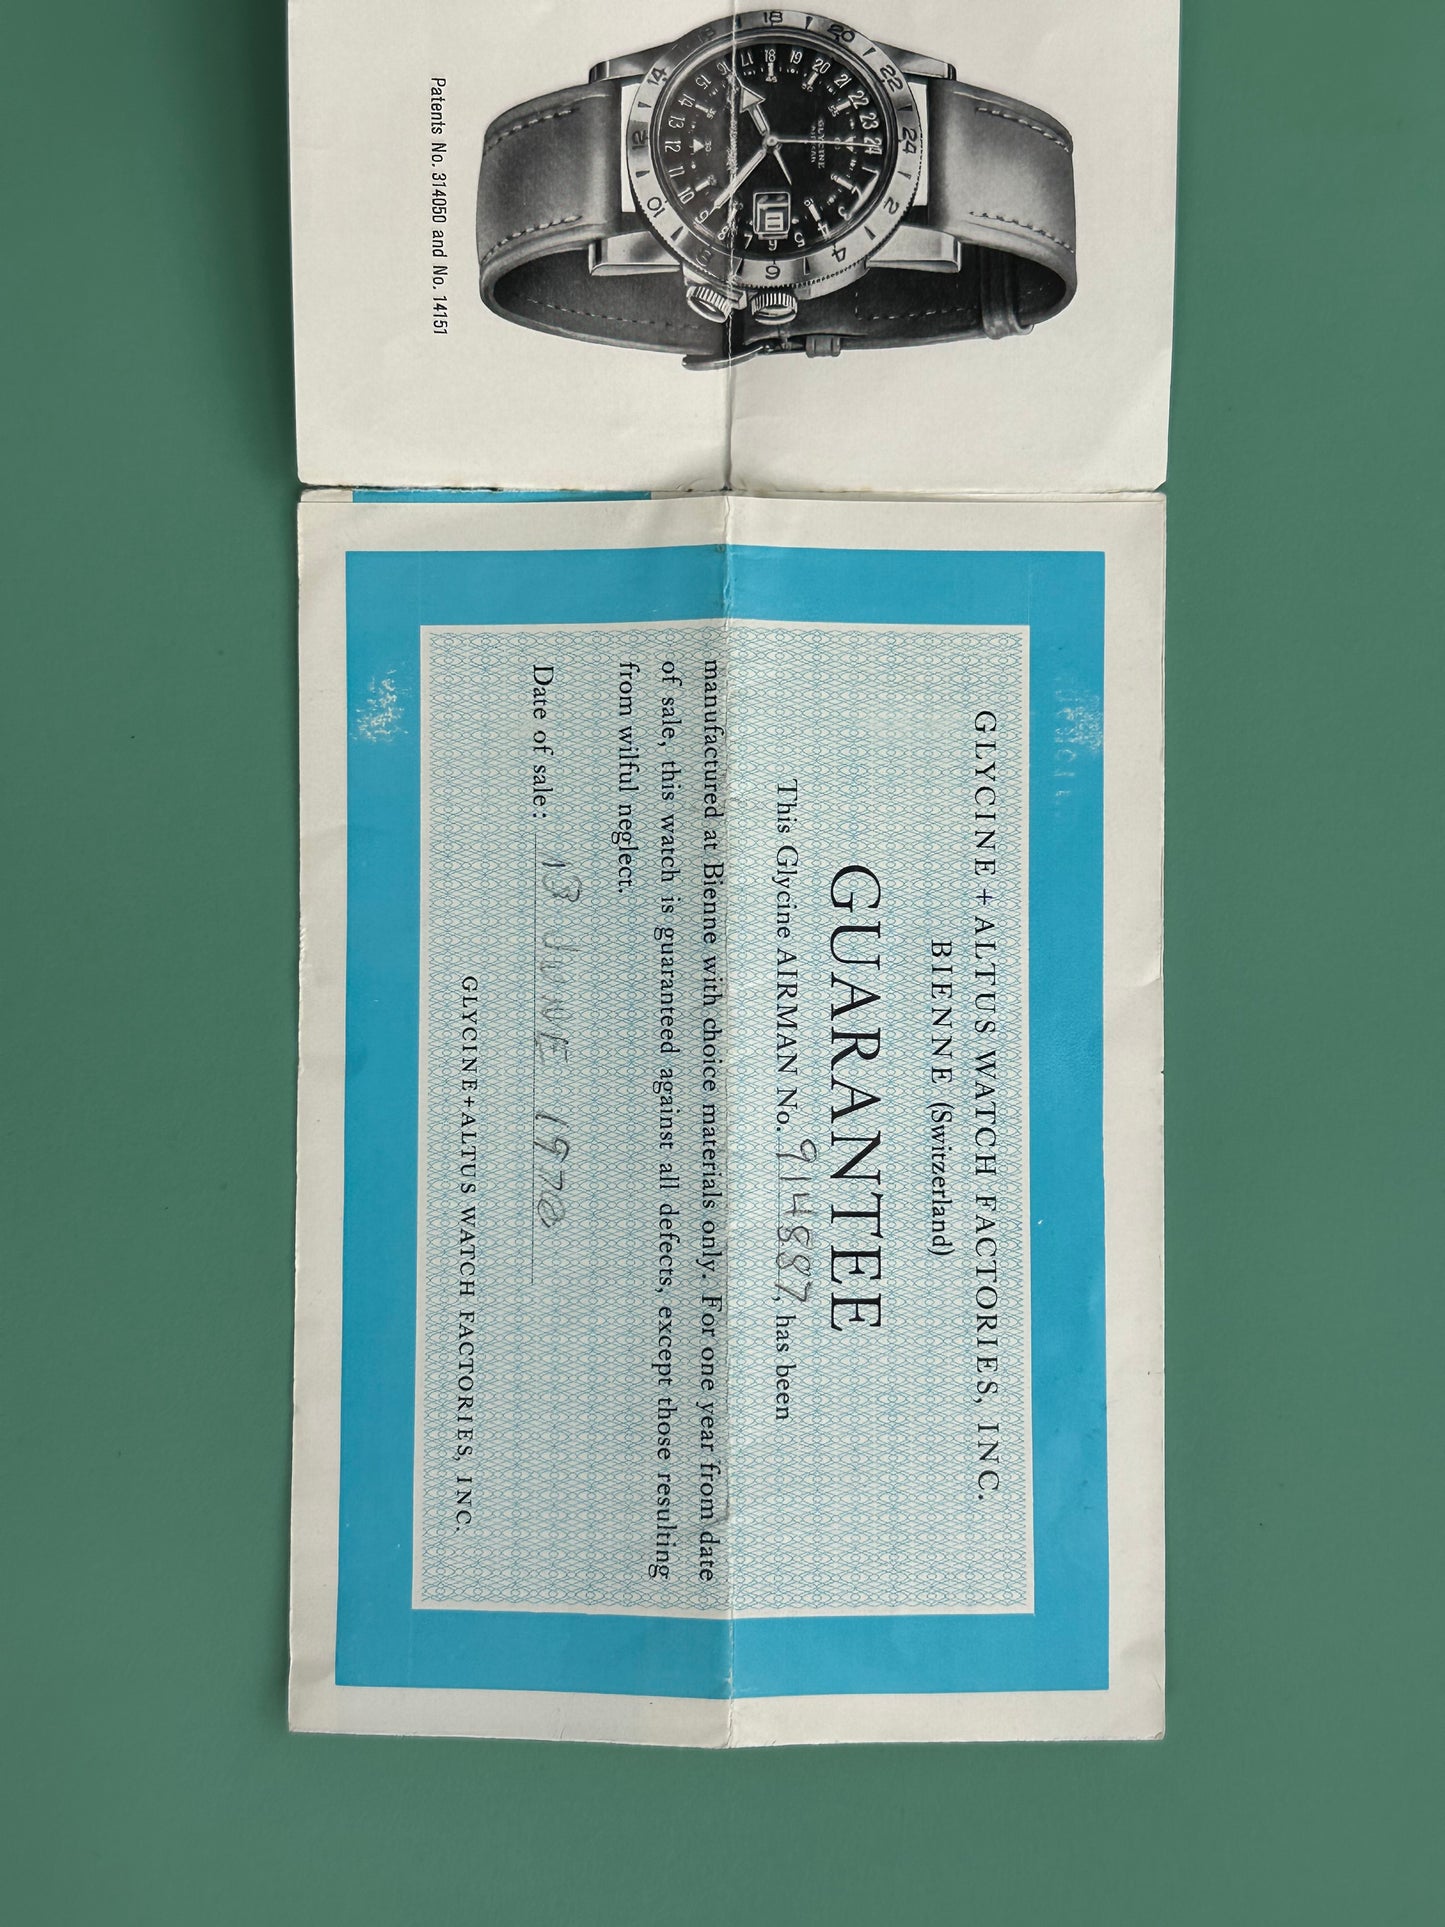 Patents No. 314050 and No. 14151
GLYCINE
AIRMAN
GLYCINE + ALTUS WATCH FACTORIES, INC.
BIENNE (Switzerland)
GUARANTEE
This Glycine AIRMAN No. 914887, has been
manufactured at Bienne with choice materials only. For one year from date
of sale, this watch is guaranteed against all defects, except those resulting
from wilful neglect.
Date of sale: 13 JUNE 1970
GLYCINE+ALTUS WATCH FACTORIES, INC.